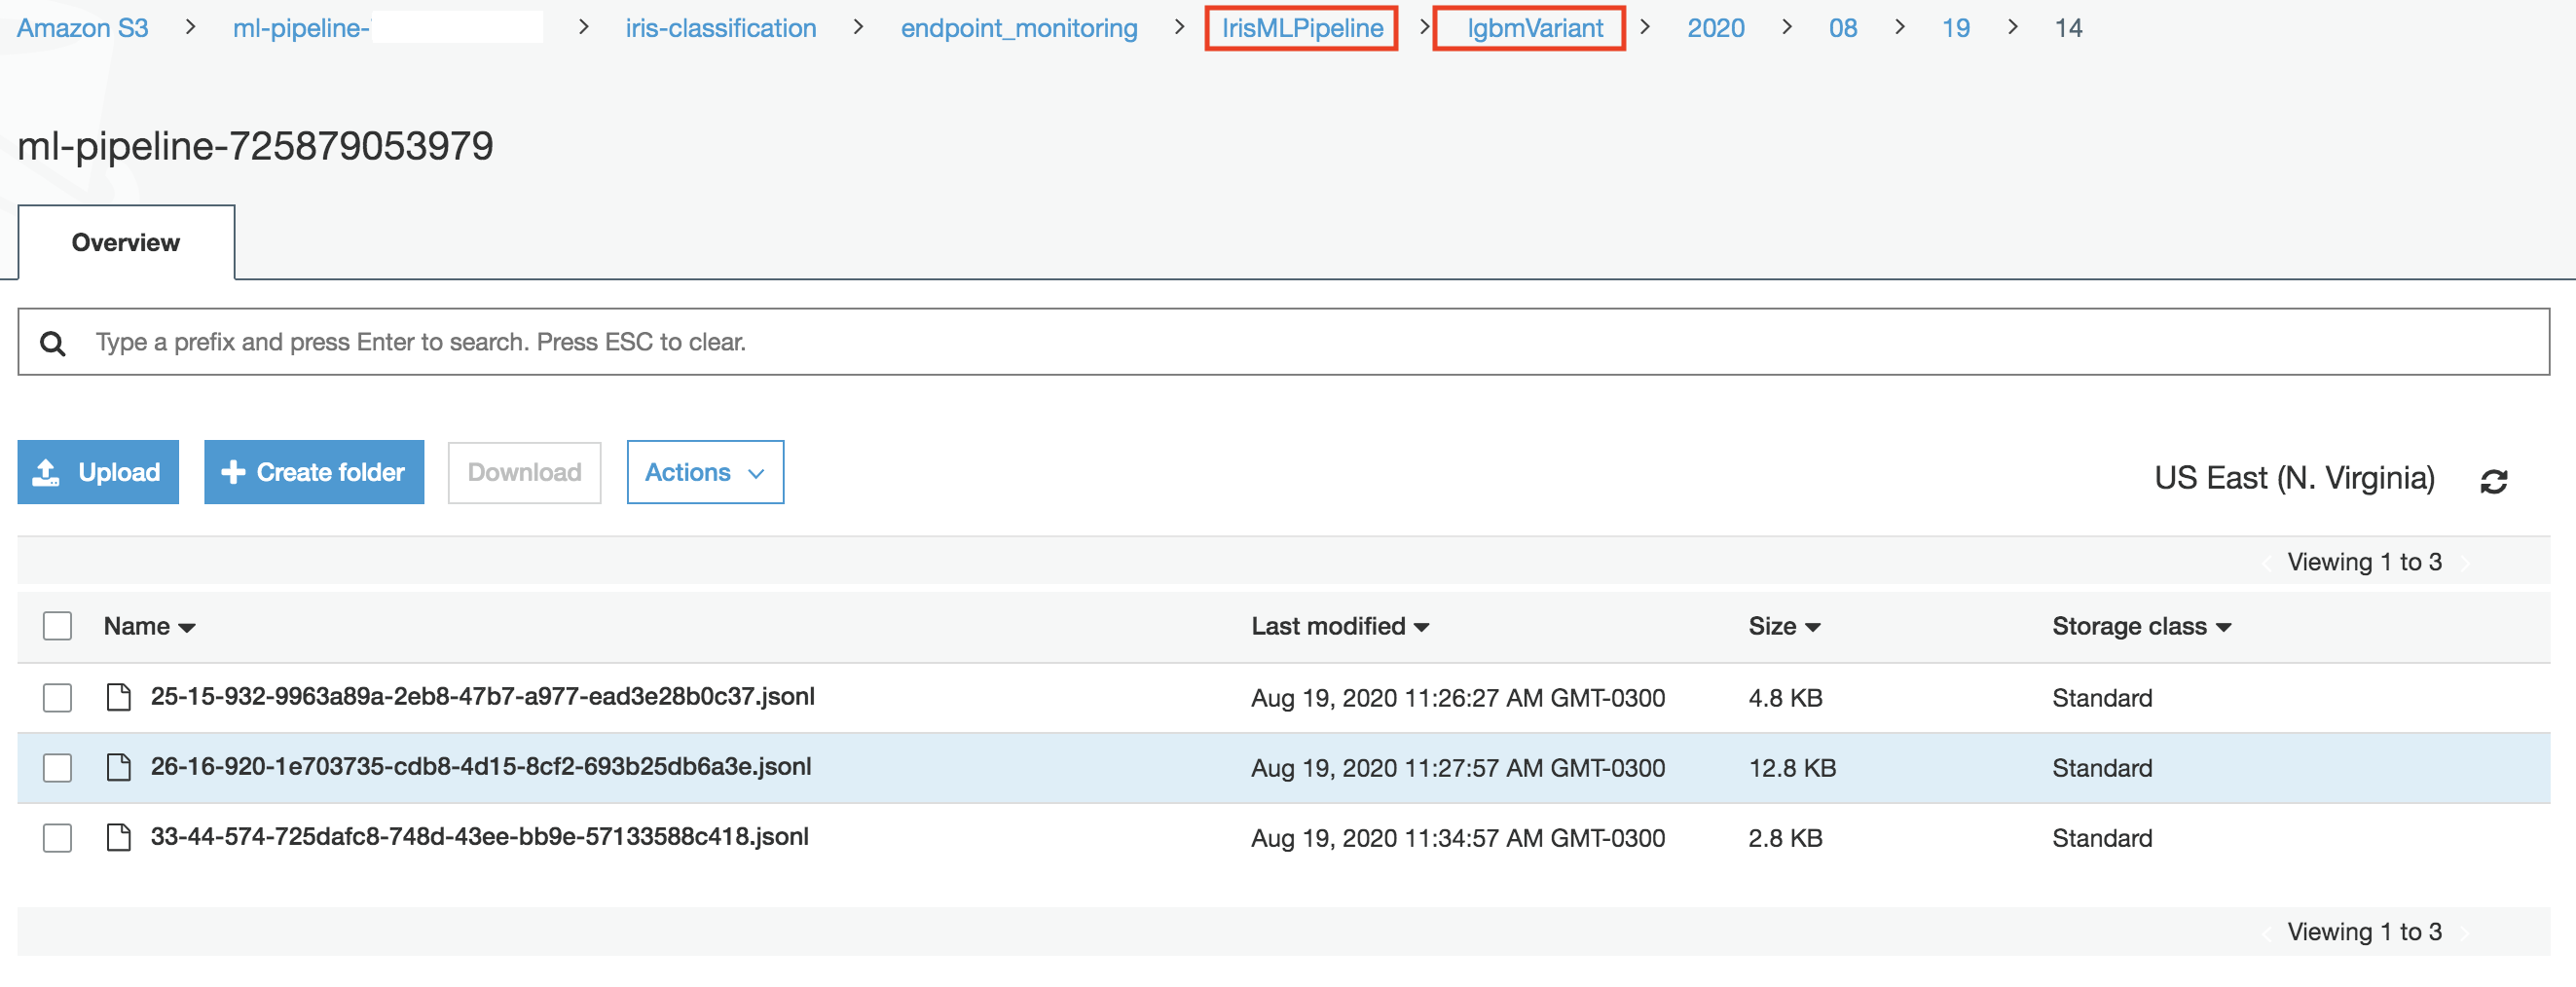 Amazon S3 > ml-pipeline- > iris-classification > endpoint_monitoring > IrisMLPipeline > lgbmVariant > 2020 > 08 > 19 > 14
ml-pipeline-725879053979
Overview
Type a prefix and press Enter to search. Press ESC to clear.
Upload + Create folder Download Actions US East (N. Virginia)
Viewing 1 to 3
Name Last modified Size Storage class
25-15-932-9963a89a-2eb8-47b7-a977-ead3e28b0c37.jsonl Aug 19, 2020 11:26:27 AM GMT-0300 4.8 KB Standard
26-16-920-1e703735-cdb8-4d15-8cf2-693b25db6a3e.jsonl Aug 19, 2020 11:27:57 AM GMT-0300 12.8 KB Standard
33-44-574-725dafc8-748d-43ee-bb9e-57133588c418.jsonl Aug 19, 2020 11:34:57 AM GMT-0300 2.8 KB Standard
Viewing 1 to 3